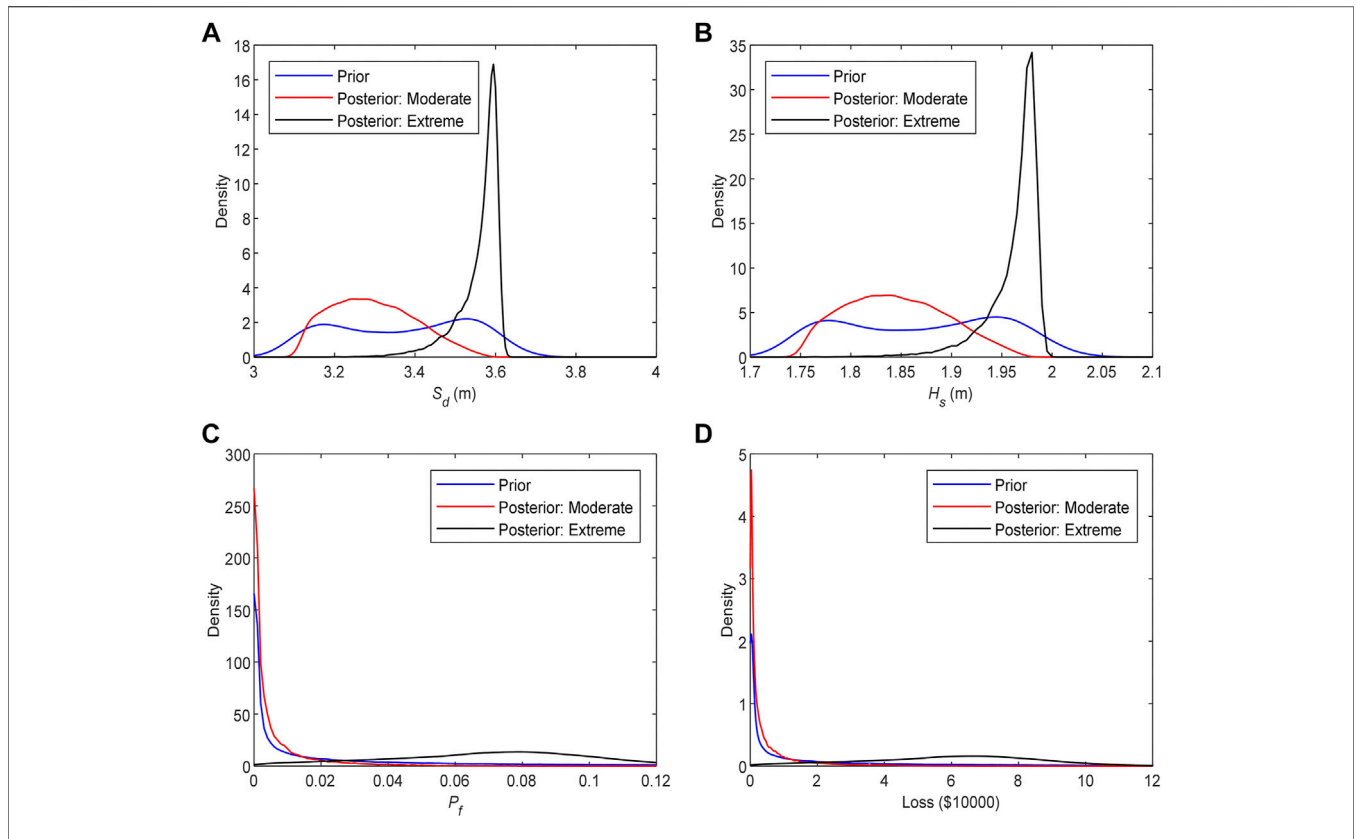 A
18
16
14
12
10
8
6
4
2
0
Density
Prior
Posterior: Moderate
Posterior: Extreme
3
3.2
3.4
3.6
3.8
4
S_d (m)
B
35
30
25
20
15
10
5
0
Density
Prior
Posterior: Moderate
Posterior: Extreme
1.7
1.75
1.8
1.85
1.9
1.95
2
2.05
2.1
H_s (m)
C
300
250
200
150
100
50
0
Density
Prior
Posterior: Moderate
Posterior: Extreme
0
0.02
0.04
0.06
0.08
0.1
0.12
P_f
D
5
4
3
2
1
0
Density
Prior
Posterior: Moderate
Posterior: Extreme
0
2
4
6
8
10
12
Loss ($10000)